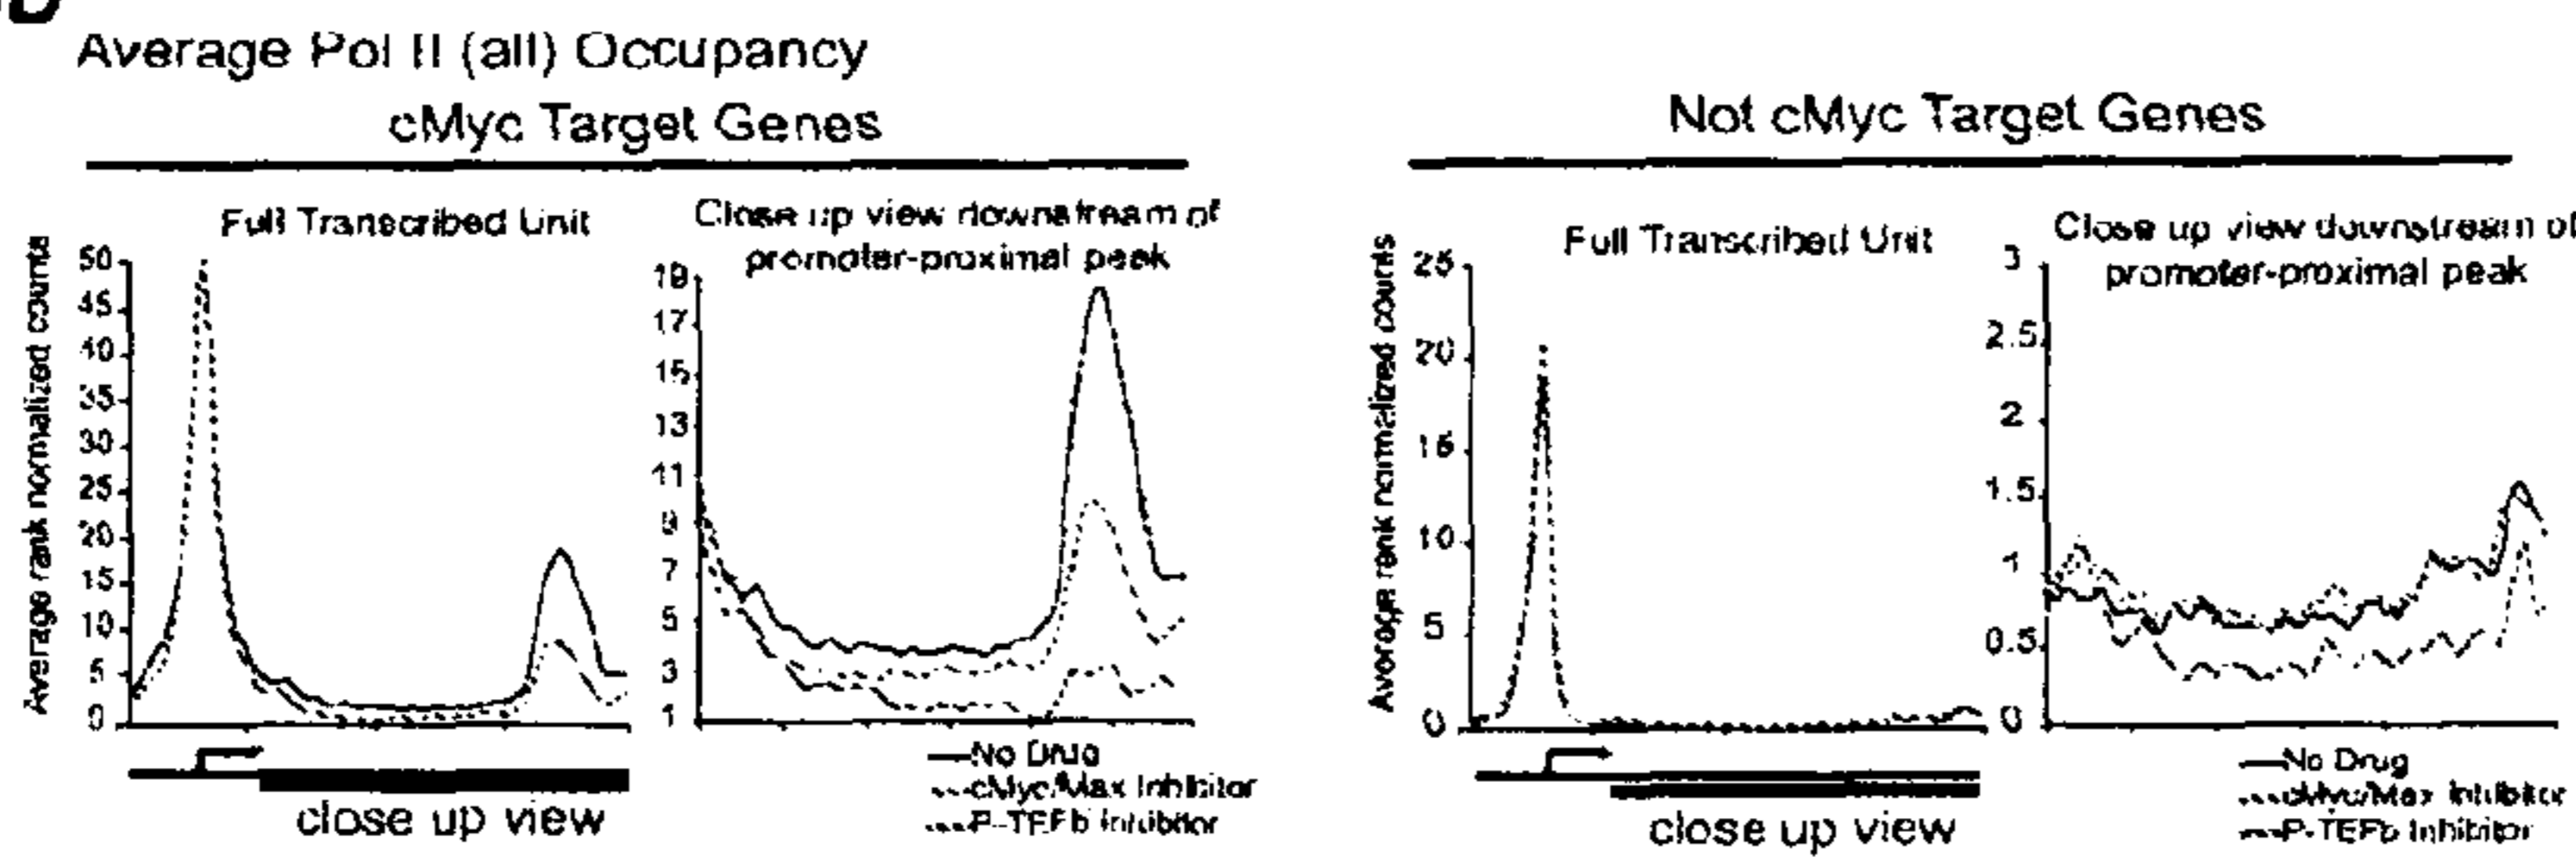 Average Pol II (all) Occupancy
cMyc Target Genes
Full Transcribed Unit
Average rank normalized counts
50
45
40
35
30
25
20
15
10
5
0
close up view
Close up view downstream of
promoter-proximal peak
19
17
15
13
11
9
7
5
3
1
No Drug
cMyc/Max Inhibitor
P-TEFb Inhibitor
Not cMyc Target Genes
Full Transcribed Unit
Average rank normalized counts
25
20
15
10
5
0
close up view
Close up view downstream of
promoter-proximal peak
3
2.5
2
1.5
1
0.5
0
No Drug
cMyc/Max Inhibitor
P-TEFb Inhibitor